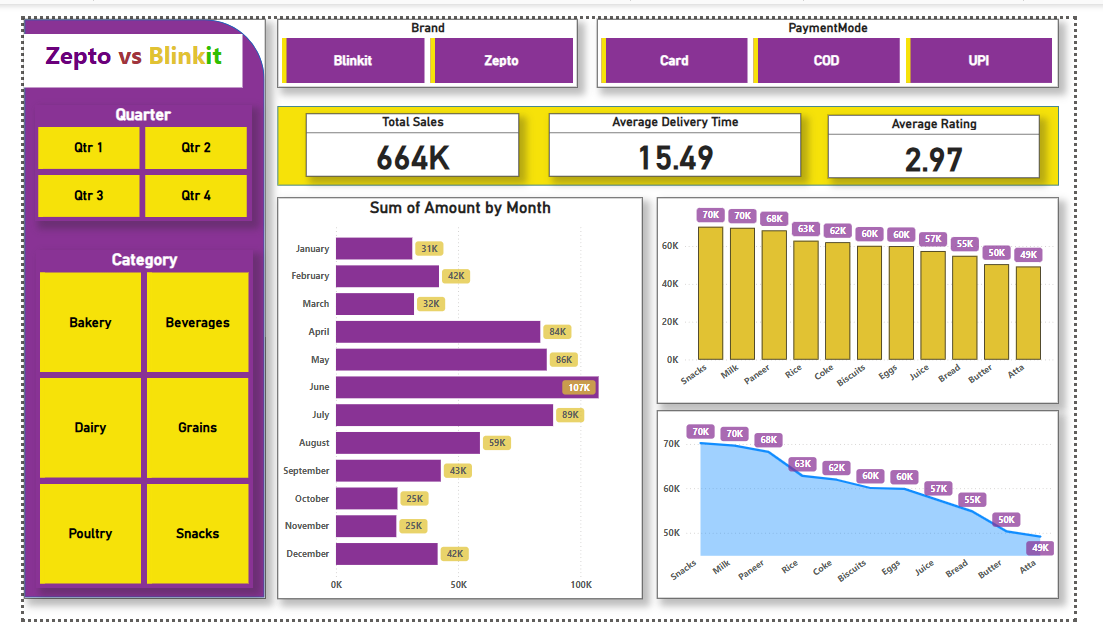 Zepto vs Blinkit
Brand
Blinkit
Zepto
PaymentMode
Card
COD
UPI
Quarter
Qtr 1
Qtr 2
Qtr 3
Qtr 4
Total Sales
664K
Average Delivery Time
15.49
Average Rating
2.97
Category
Bakery
Beverages
Dairy
Grains
Poultry
Snacks
Sum of Amount by Month
January 31K
February 42K
March 32K
April 84K
May 86K
June 107K
July 89K
August 59K
September 43K
October 25K
November 25K
December 42K
0K 50K 100K
70K 70K 68K 63K 62K 60K 60K 57K 55K 50K 49K
60K
40K
20K
0K
Snacks Milk Paneer Rice Coke Biscuits Eggs Juice Bread Butter Atta
70K 70K 68K 63K 62K 60K 60K 57K 55K 50K 49K
70K
60K
50K
Snacks Milk Paneer Rice Coke Biscuits Eggs Juice Bread Butter Atta